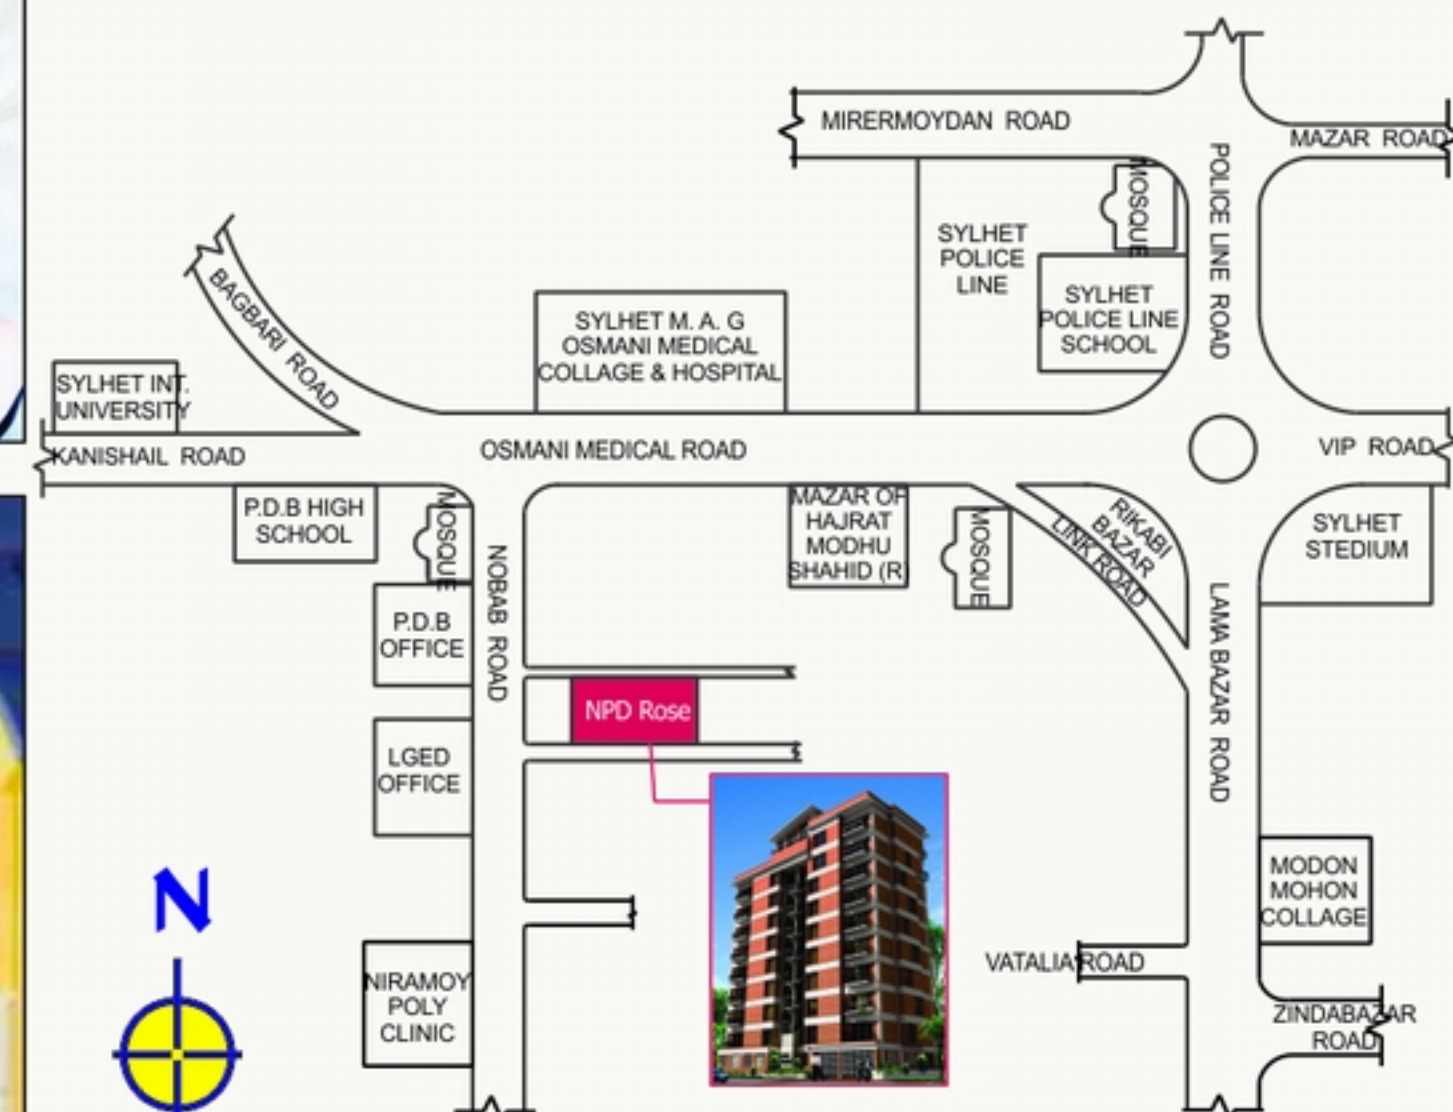 MIRERMOYDAN ROAD
MAZAR ROAD
POLICE LINE ROAD
MOSQUE
SYLHET
POLICE
LINE
SYLHET
POLICE LINE
SCHOOL
BAGBARI ROAD
SYLHET M. A. G
OSMANI MEDICAL
COLLAGE & HOSPITAL
SYLHET INT.
UNIVERSITY
KANISHAIL ROAD
OSMANI MEDICAL ROAD
VIP ROAD
P.D.B HIGH
SCHOOL
MOSQUE
NOBAB ROAD
MAZAR OF
HAJRAT
MODHU
SHAHID (R)
MOSQUE
RIKABI
BAZAR
LINK ROAD
SYLHET
STEDIUM
LAMA BAZAR ROAD
P.D.B
OFFICE
NPD Rose
LGED
OFFICE
MODON
MOHON
COLLAGE
N
NIRAMOY
POLY
CLINIC
VATALIA ROAD
ZINDABAZAR
ROAD